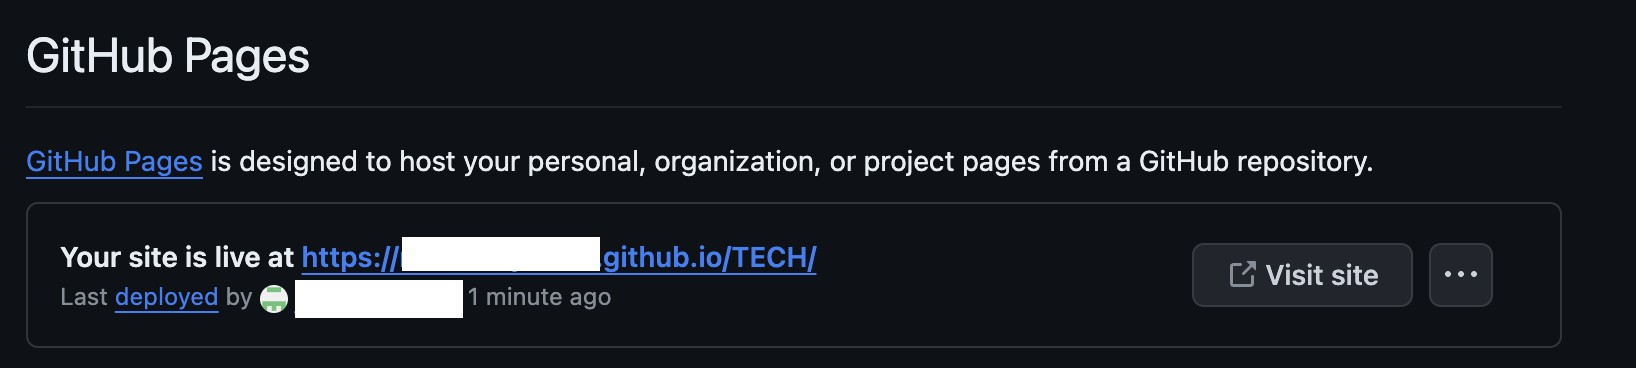 GitHub Pages
GitHub Pages is designed to host your personal, organization, or project pages from a GitHub repository.
Your site is live at https:// .github.io/TECH/
Visit site
Last deployed by 1 minute ago